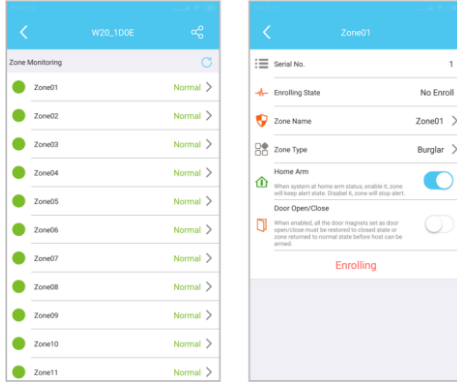 W20_1D0E
Zone Monitoring
Zone01 Normal
Zone02 Normal
Zone03 Normal
Zone04 Normal
Zone05 Normal
Zone06 Normal
Zone07 Normal
Zone08 Normal
Zone09 Normal
Zone10 Normal
Zone11 Normal
Zone01
Serial No. 1
Enrolling State No Enroll
Zone Name Zone01
Zone Type Burglar
Home Arm
When system at home arm status, enable it, zone
will keep alert state. Disabel it, zone will stop alert.
Door Open/Close
When enabled, all the door magnets set as door
open/close must be restored to closed state or
zone returned to normal state before host can be
armed.
Enrolling